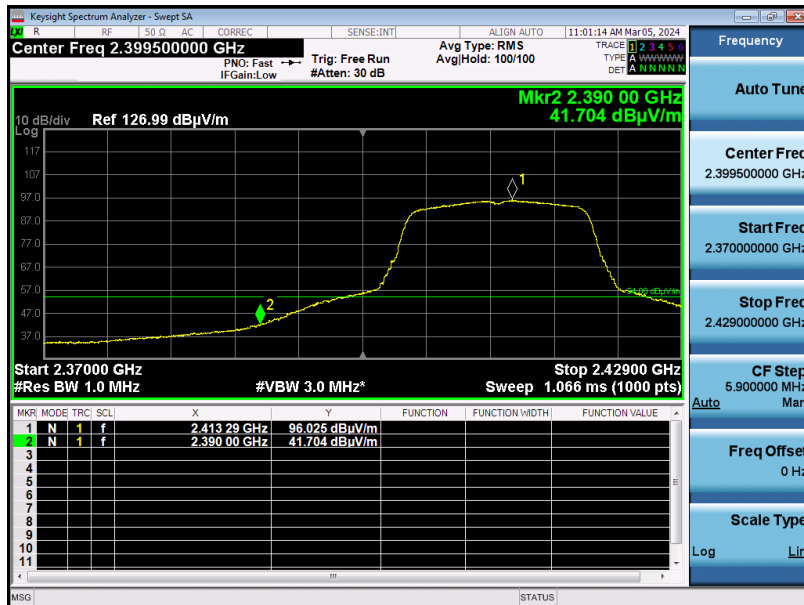 Keysight Spectrum Analyzer - Swept SA
LXI R RF 50 Ω AC CORREC SENSE:INT ALIGN AUTO 11:01:14 AM Mar 05, 2024
Center Freq 2.399500000 GHz
PNO: Fast
IFGain:Low
Trig: Free Run
#Atten: 30 dB
Avg Type: RMS
Avg|Hold: 100/100
TRACE 1 2 3 4 5 6
TYPE A WWWWW
DET A N N N N N
Mkr2 2.390 00 GHz
41.704 dBµV/m
10 dB/div Ref 126.99 dBµV/m
Log
117
107
97.0
87.0
77.0
67.0
57.0
47.0
37.0
1
2
54.00 dBµV/m
Start 2.37000 GHz Stop 2.42900 GHz
#Res BW 1.0 MHz #VBW 3.0 MHz* Sweep 1.066 ms (1000 pts)
MKR MODE TRC SCL X Y FUNCTION FUNCTION WIDTH FUNCTION VALUE
1 N 1 f 2.413 29 GHz 96.025 dBµV/m
2 N 1 f 2.390 00 GHz 41.704 dBµV/m
3
4
5
6
7
8
9
10
11
MSG STATUS
Frequency
Auto Tune
Center Freq
2.399500000 GHz
Start Freq
2.370000000 GHz
Stop Freq
2.429000000 GHz
CF Step
5.900000 MHz
Auto Man
Freq Offset
0 Hz
Scale Type
Log Lin